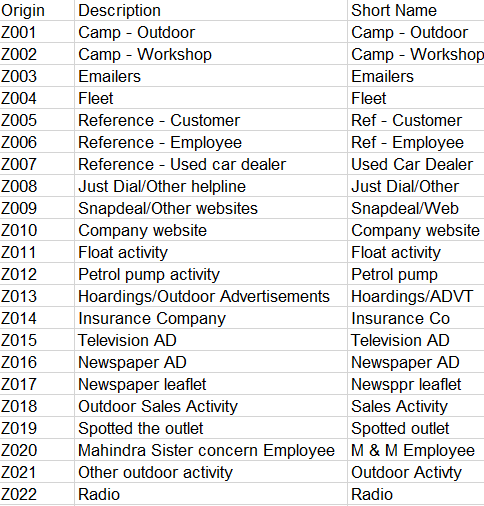 Origin Description Short Name
Z001 Camp - Outdoor Camp - Outdoor
Z002 Camp - Workshop Camp - Workshop
Z003 Emailers Emailers
Z004 Fleet Fleet
Z005 Reference - Customer Ref - Customer
Z006 Reference - Employee Ref - Employee
Z007 Reference - Used car dealer Used Car Dealer
Z008 Just Dial/Other helpline Just Dial/Other
Z009 Snapdeal/Other websites Snapdeal/Web
Z010 Company website Company website
Z011 Float activity Float activity
Z012 Petrol pump activity Petrol pump
Z013 Hoardings/Outdoor Advertisements Hoardings/ADVT
Z014 Insurance Company Insurance Co
Z015 Television AD Television AD
Z016 Newspaper AD Newspaper AD
Z017 Newspaper leaflet Newsppr leaflet
Z018 Outdoor Sales Activity Sales Activity
Z019 Spotted the outlet Spotted outlet
Z020 Mahindra Sister concern Employee M & M Employee
Z021 Other outdoor activity Outdoor Activty
Z022 Radio Radio